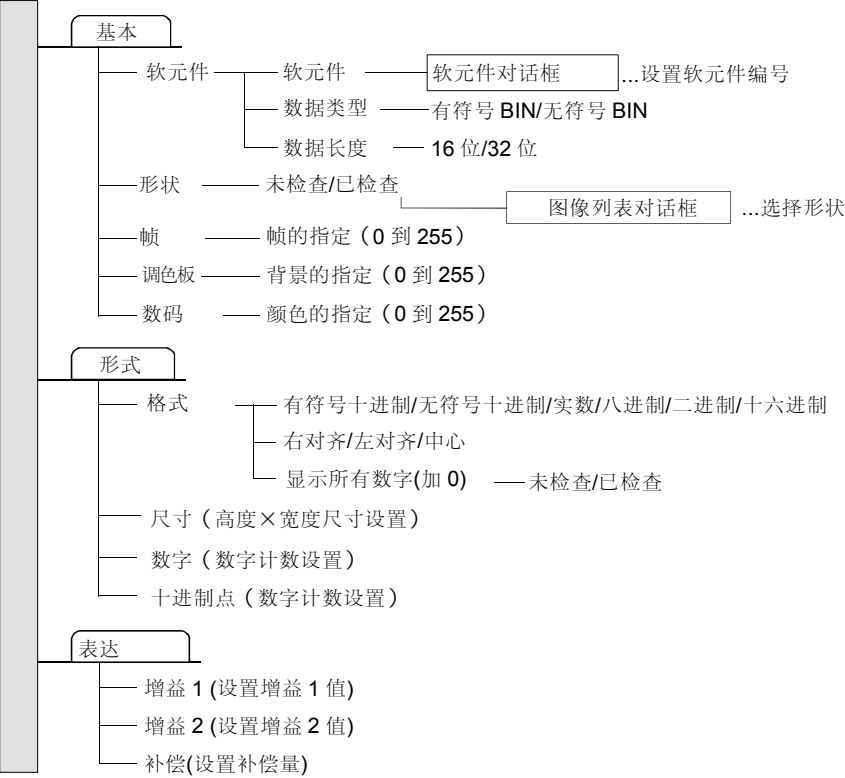 基本
软元件 软元件 软元件对话框 ...设置软元件编号
数据类型 有符号 BIN/无符号 BIN
数据长度 16 位/32 位
形状 未检查/已检查
图像列表对话框 ...选择形状
帧 帧的指定（0 到 255）
调色板 背景的指定（0 到 255）
数码 颜色的指定（0 到 255）
形式
格式 有符号十进制/无符号十进制/实数/八进制/二进制/十六进制
右对齐/左对齐/中心
显示所有数字(加 0) 未检查/已检查
尺寸（高度×宽度尺寸设置）
数字（数字计数设置）
十进制点（数字计数设置）
表达
增益 1 (设置增益 1 值)
增益 2 (设置增益 2 值)
补偿(设置补偿量)